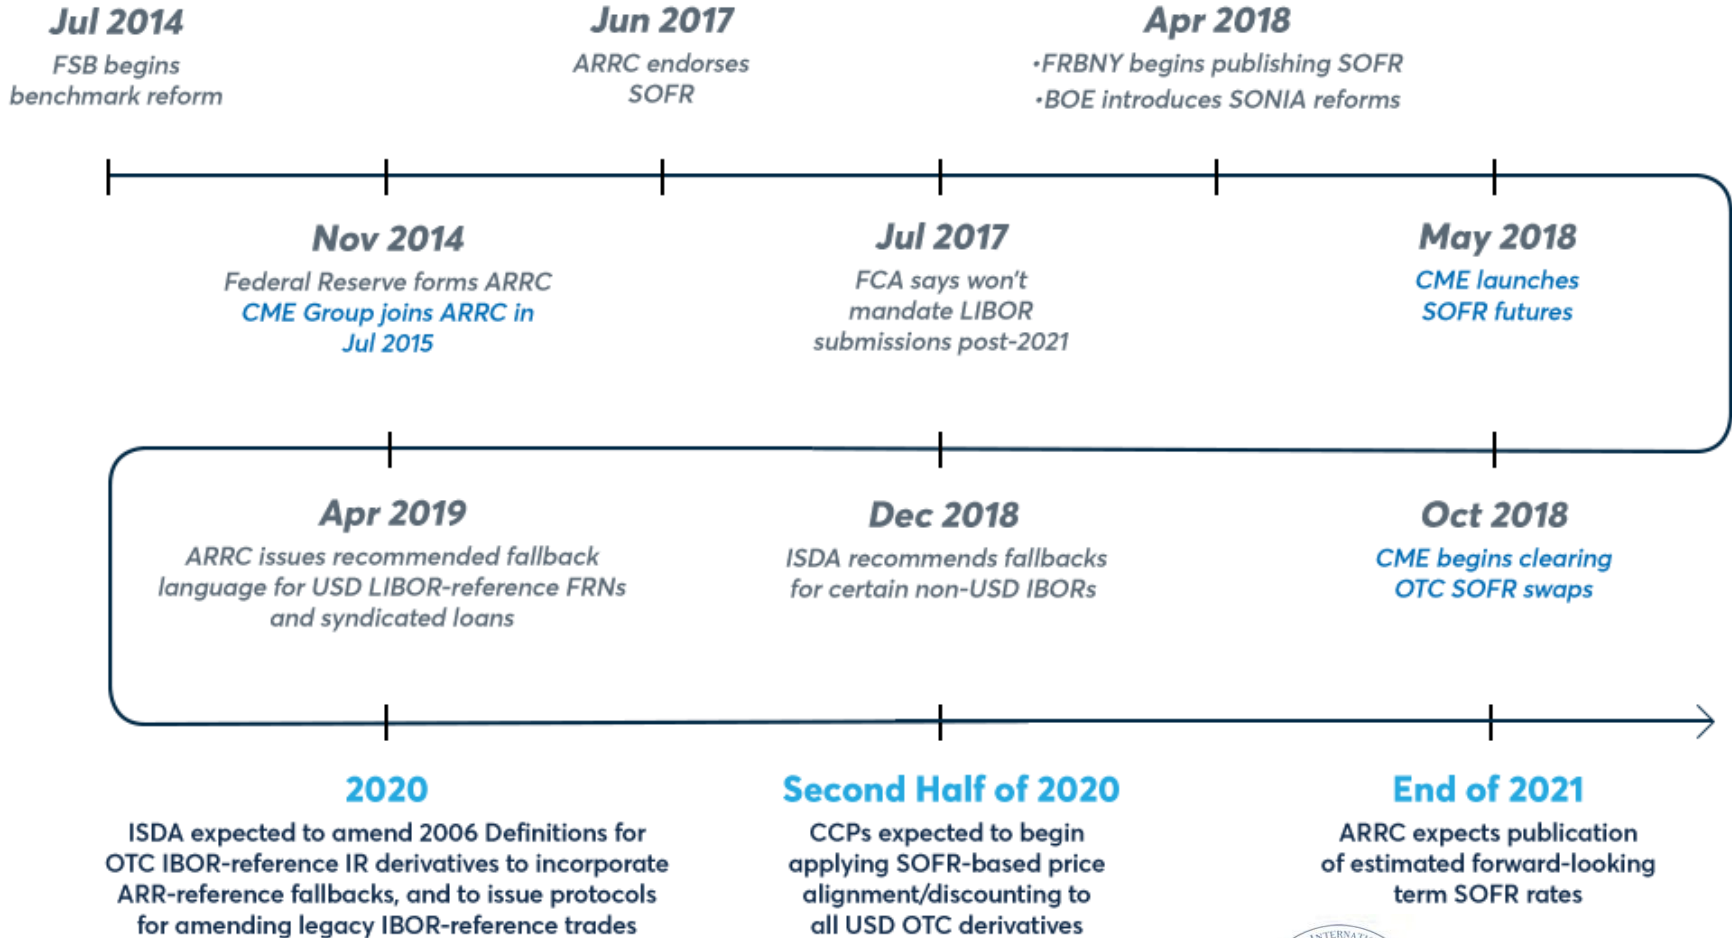 Jul 2014
FSB begins
benchmark reform
Jun 2017
ARRC endorses
SOFR
Apr 2018
•FRBNY begins publishing SOFR
•BOE introduces SONIA reforms
Nov 2014
Federal Reserve forms ARRC
CME Group joins ARRC in
Jul 2015
Jul 2017
FCA says won't
mandate LIBOR
submissions post-2021
May 2018
CME launches
SOFR futures
Apr 2019
ARRC issues recommended fallback
language for USD LIBOR-reference FRNs
and syndicated loans
Dec 2018
ISDA recommends fallbacks
for certain non-USD IBORs
Oct 2018
CME begins clearing
OTC SOFR swaps
2020
ISDA expected to amend 2006 Definitions for
OTC IBOR-reference IR derivatives to incorporate
ARR-reference fallbacks, and to issue protocols
for amending legacy IBOR-reference trades
Second Half of 2020
CCPs expected to begin
applying SOFR-based price
alignment/discounting to
all USD OTC derivatives
End of 2021
ARRC expects publication
of estimated forward-looking
term SOFR rates